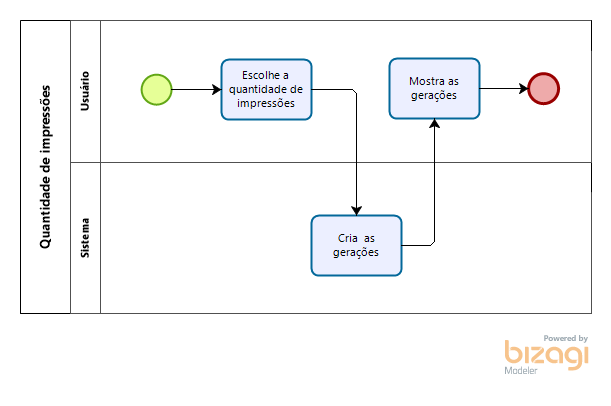 Quantidade de impressões
Usuário
Escolhe a
quantidade de
impressões
Mostra as
gerações
Sistema
Cria as
gerações
Powered by
bizagi
Modeler